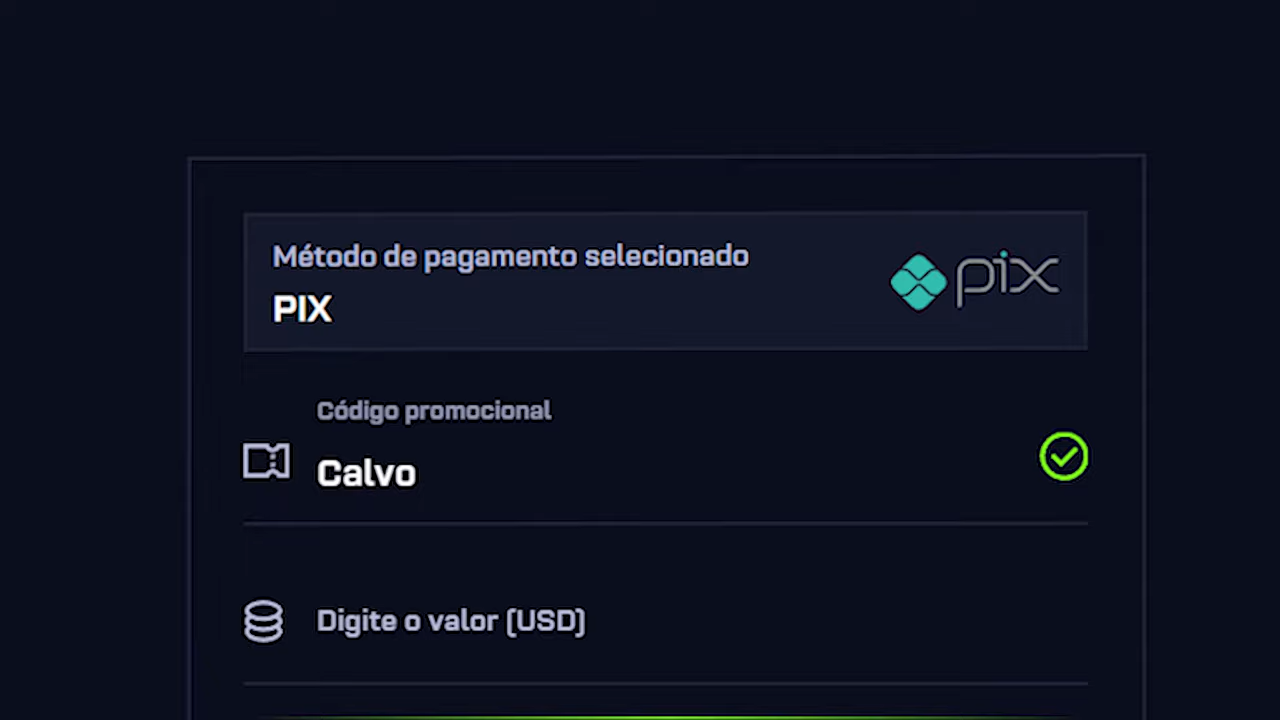 Método de pagamento selecionado
PIX
pix
Código promocional
Calvo
Digite o valor (USD)